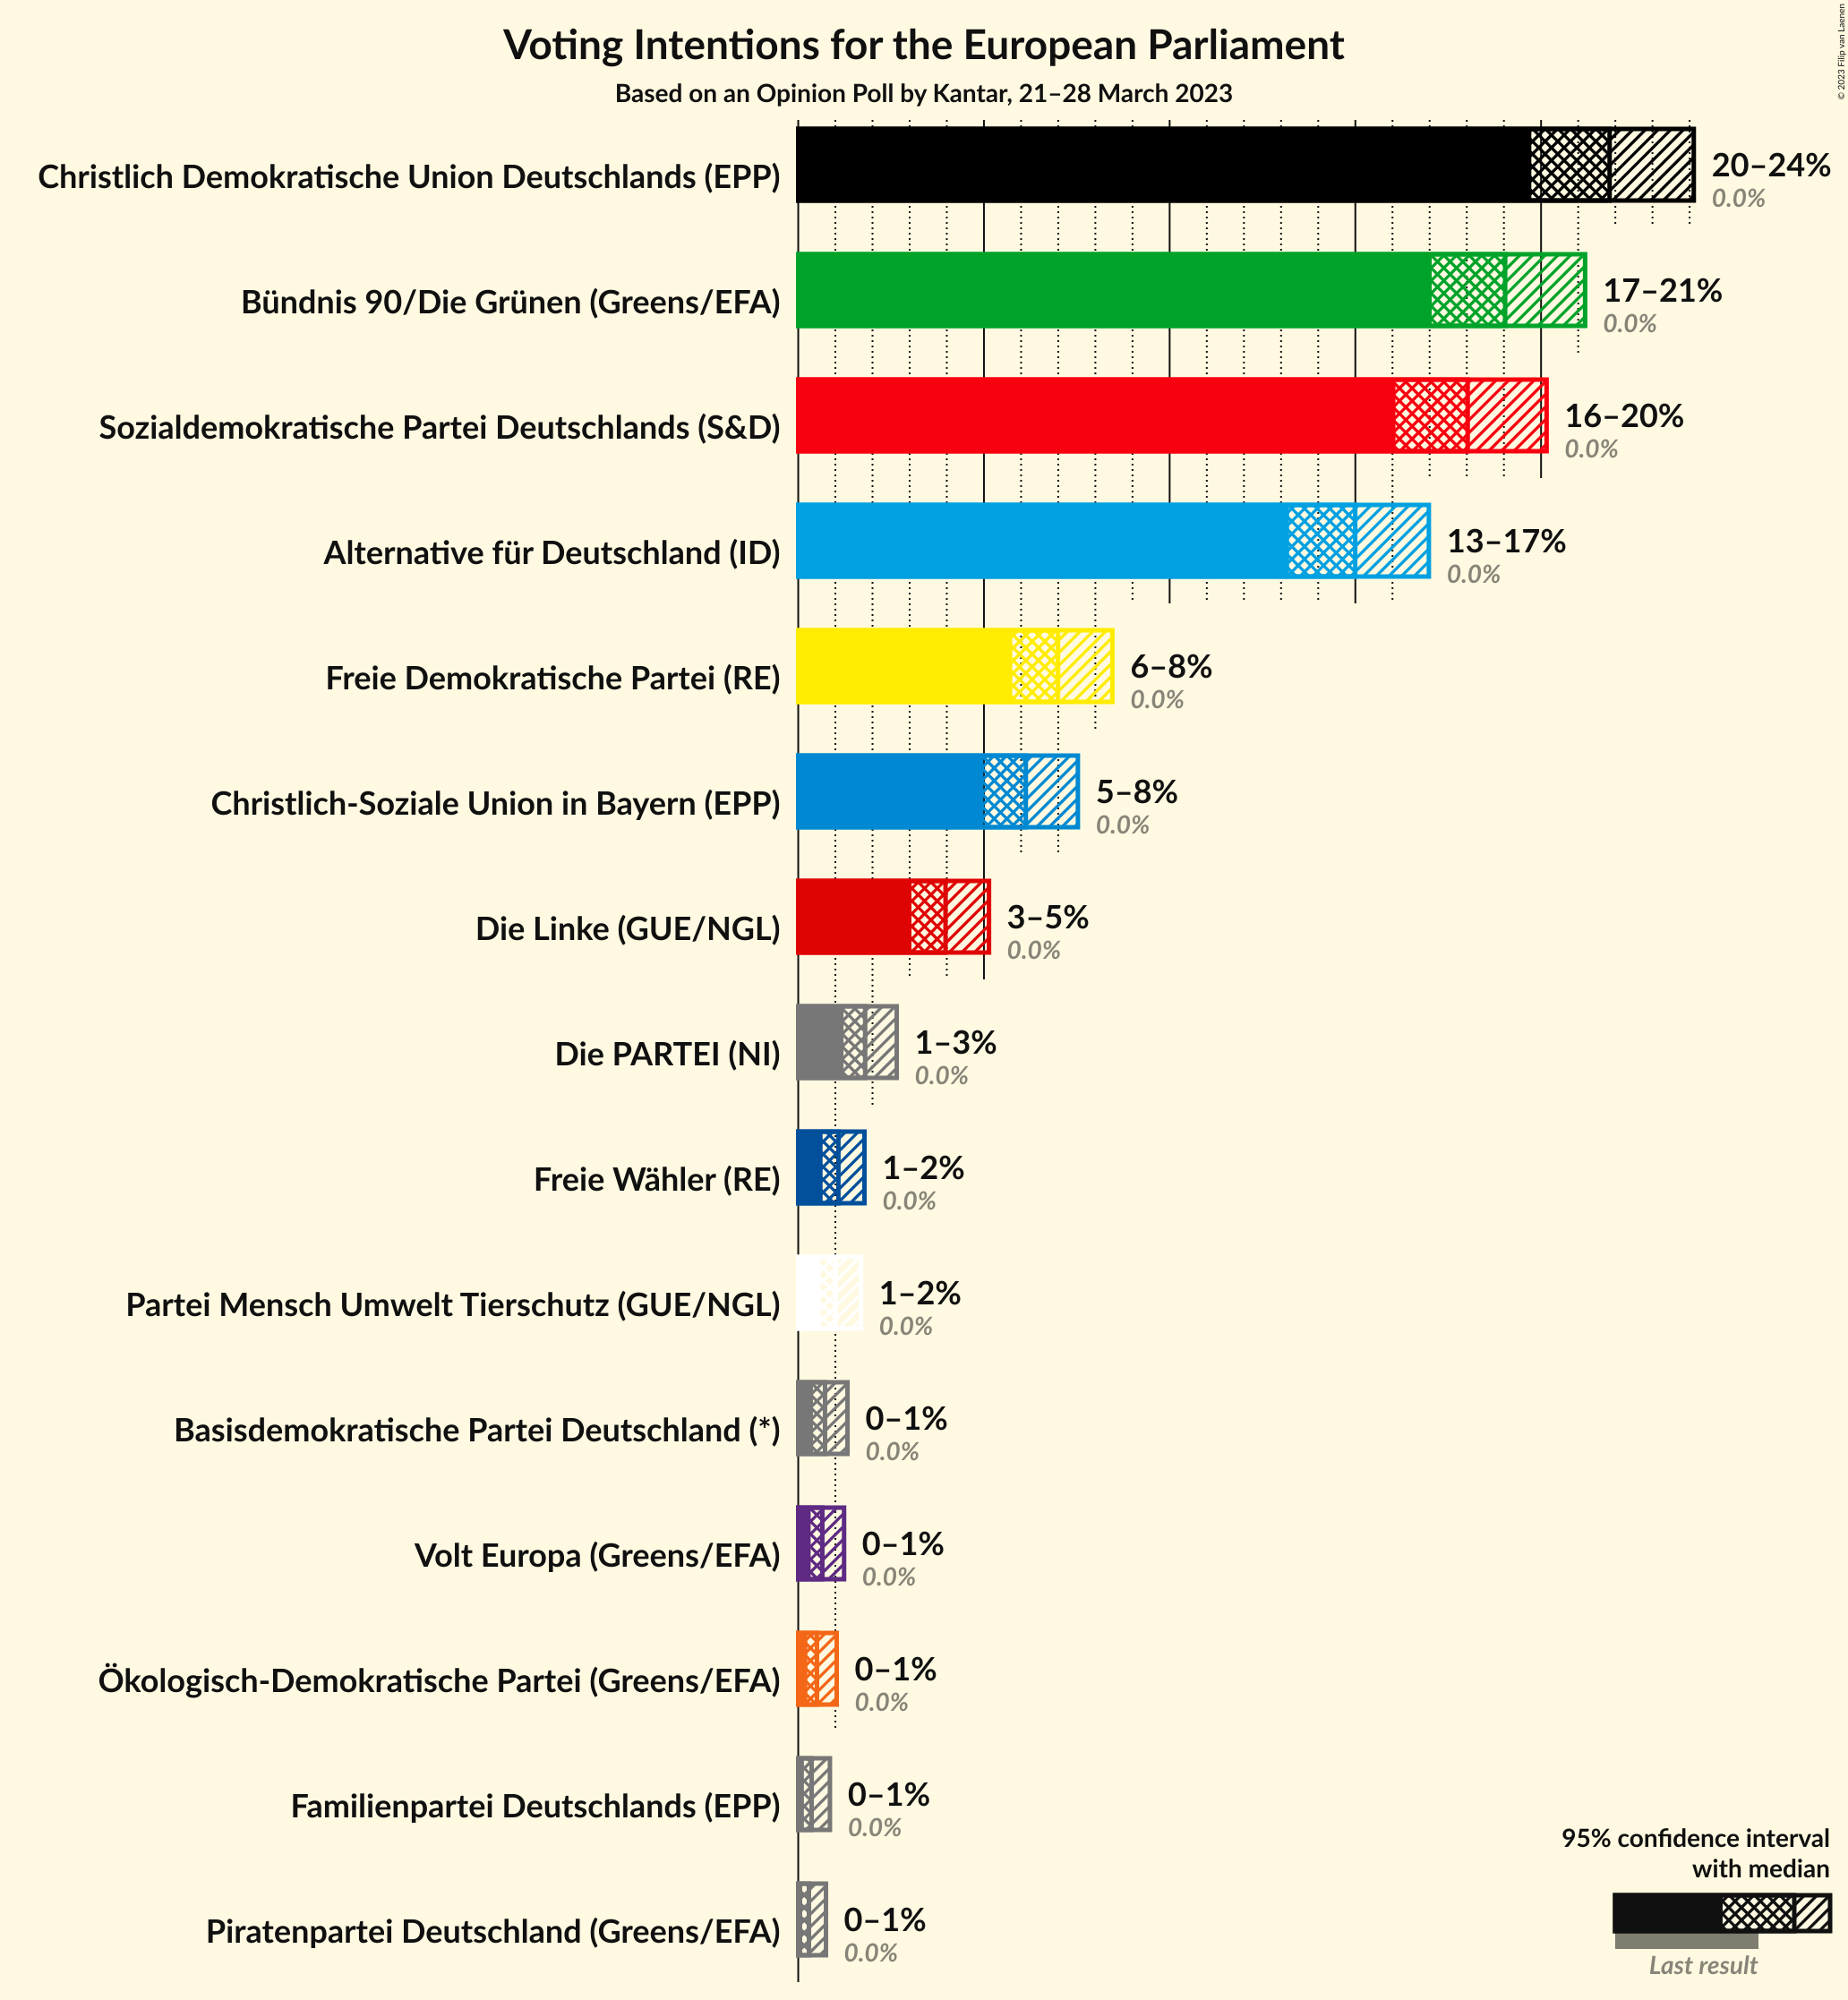 Voting Intentions for the European Parliament
Based on an Opinion Poll by Kantar, 21–28 March 2023
© 2023 Filip van Laenen
Christlich Demokratische Union Deutschlands (EPP)
20–24%
0.0%
Bündnis 90/Die Grünen (Greens/EFA)
17–21%
0.0%
Sozialdemokratische Partei Deutschlands (S&D)
16–20%
0.0%
Alternative für Deutschland (ID)
13–17%
0.0%
Freie Demokratische Partei (RE)
6–8%
0.0%
Christlich-Soziale Union in Bayern (EPP)
5–8%
0.0%
Die Linke (GUE/NGL)
3–5%
0.0%
Die PARTEI (NI)
1–3%
0.0%
Freie Wähler (RE)
1–2%
0.0%
Partei Mensch Umwelt Tierschutz (GUE/NGL)
1–2%
0.0%
Basisdemokratische Partei Deutschland (*)
0–1%
0.0%
Volt Europa (Greens/EFA)
0–1%
0.0%
Ökologisch-Demokratische Partei (Greens/EFA)
0–1%
0.0%
Familienpartei Deutschlands (EPP)
0–1%
0.0%
Piratenpartei Deutschland (Greens/EFA)
0–1%
0.0%
95% confidence interval
with median
Last result